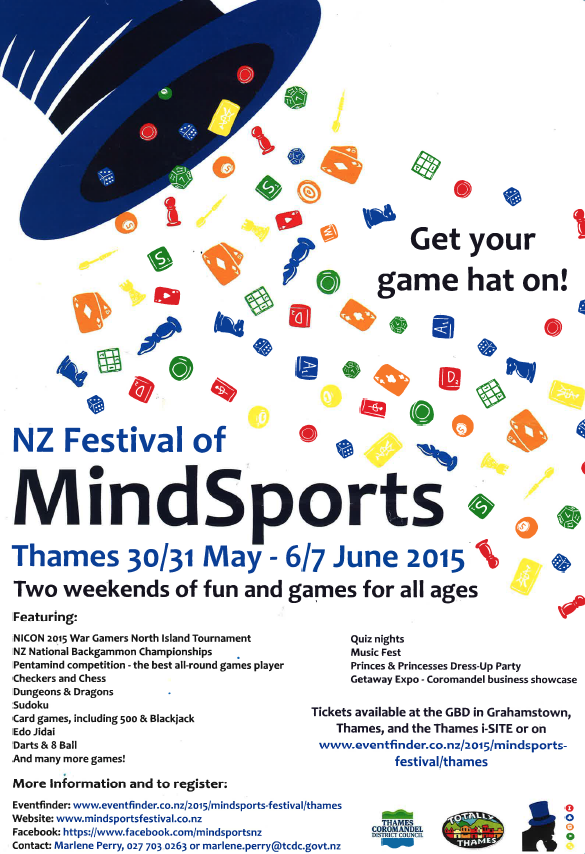 Get your
game hat on!
NZ Festival of
MindSports
Thames 30/31 May - 6/7 June 2015
Two weekends of fun and games for all ages
Featuring:
NICON 2015 War Gamers North Island Tournament
NZ National Backgammon Championships
Pentamind competition - the best all-round games player
Checkers and Chess
Dungeons & Dragons
Sudoku
Card games, including 500 & Blackjack
Edo Jidai
Darts & 8 Ball
And many more games!
Quiz nights
Music Fest
Princes & Princesses Dress-Up Party
Getaway Expo - Coromandel business showcase
Tickets available at the GBD in Grahamstown,
Thames, and the Thames i-SITE or on
www.eventfinder.co.nz/2015/mindsports-
festival/thames
More Information and to register:
Eventfinder: www.eventfinder.co.nz/2015/mindsports-festival/thames
Website: www.mindsportsfestival.co.nz
Facebook: https://www.facebook.com/mindsportsnz
Contact: Marlene Perry, 027 703 0263 or marlene.perry@tcdc.govt.nz
THAMES
COROMANDEL
DISTRICT COUNCIL
TOTALLY
THAMES